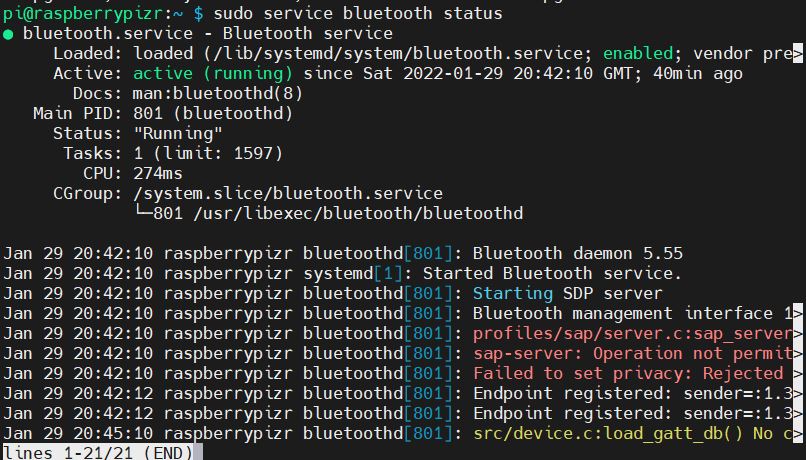 pi@raspberrypizr:~ $ sudo service bluetooth status
● bluetooth.service - Bluetooth service
     Loaded: loaded (/lib/systemd/system/bluetooth.service; enabled; vendor pre>
     Active: active (running) since Sat 2022-01-29 20:42:10 GMT; 40min ago
       Docs: man:bluetoothd(8)
   Main PID: 801 (bluetoothd)
     Status: "Running"
      Tasks: 1 (limit: 1597)
        CPU: 274ms
     CGroup: /system.slice/bluetooth.service
             └─801 /usr/libexec/bluetooth/bluetoothd

Jan 29 20:42:10 raspberrypizr bluetoothd[801]: Bluetooth daemon 5.55
Jan 29 20:42:10 raspberrypizr systemd[1]: Started Bluetooth service.
Jan 29 20:42:10 raspberrypizr bluetoothd[801]: Starting SDP server
Jan 29 20:42:10 raspberrypizr bluetoothd[801]: Bluetooth management interface 1>
Jan 29 20:42:10 raspberrypizr bluetoothd[801]: profiles/sap/server.c:sap_server>
Jan 29 20:42:10 raspberrypizr bluetoothd[801]: sap-server: Operation not permit>
Jan 29 20:42:10 raspberrypizr bluetoothd[801]: Failed to set privacy: Rejected >
Jan 29 20:42:12 raspberrypizr bluetoothd[801]: Endpoint registered: sender=:1.3>
Jan 29 20:42:12 raspberrypizr bluetoothd[801]: Endpoint registered: sender=:1.3>
Jan 29 20:45:10 raspberrypizr bluetoothd[801]: src/device.c:load_gatt_db() No c>
lines 1-21/21 (END)